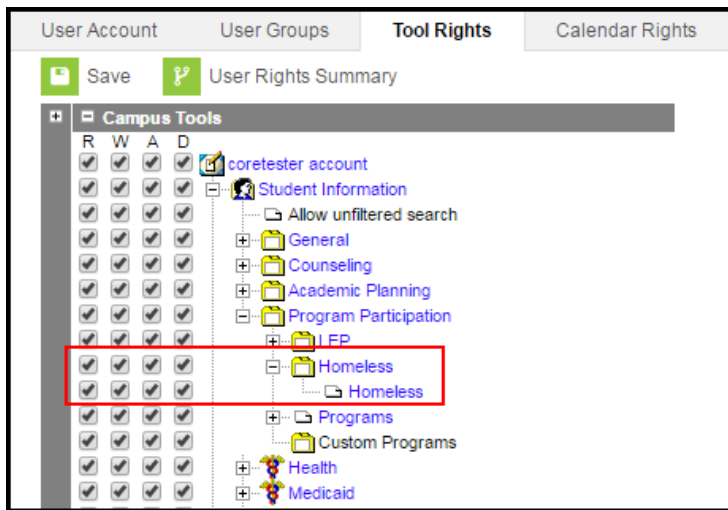 User Account User Groups Tool Rights Calendar Rights
Save User Rights Summary
Campus Tools
R W A D
coretester account
Student Information
Allow unfiltered search
General
Counseling
Academic Planning
Program Participation
LEP
Homeless
Homeless
Programs
Custom Programs
Health
Medicaid